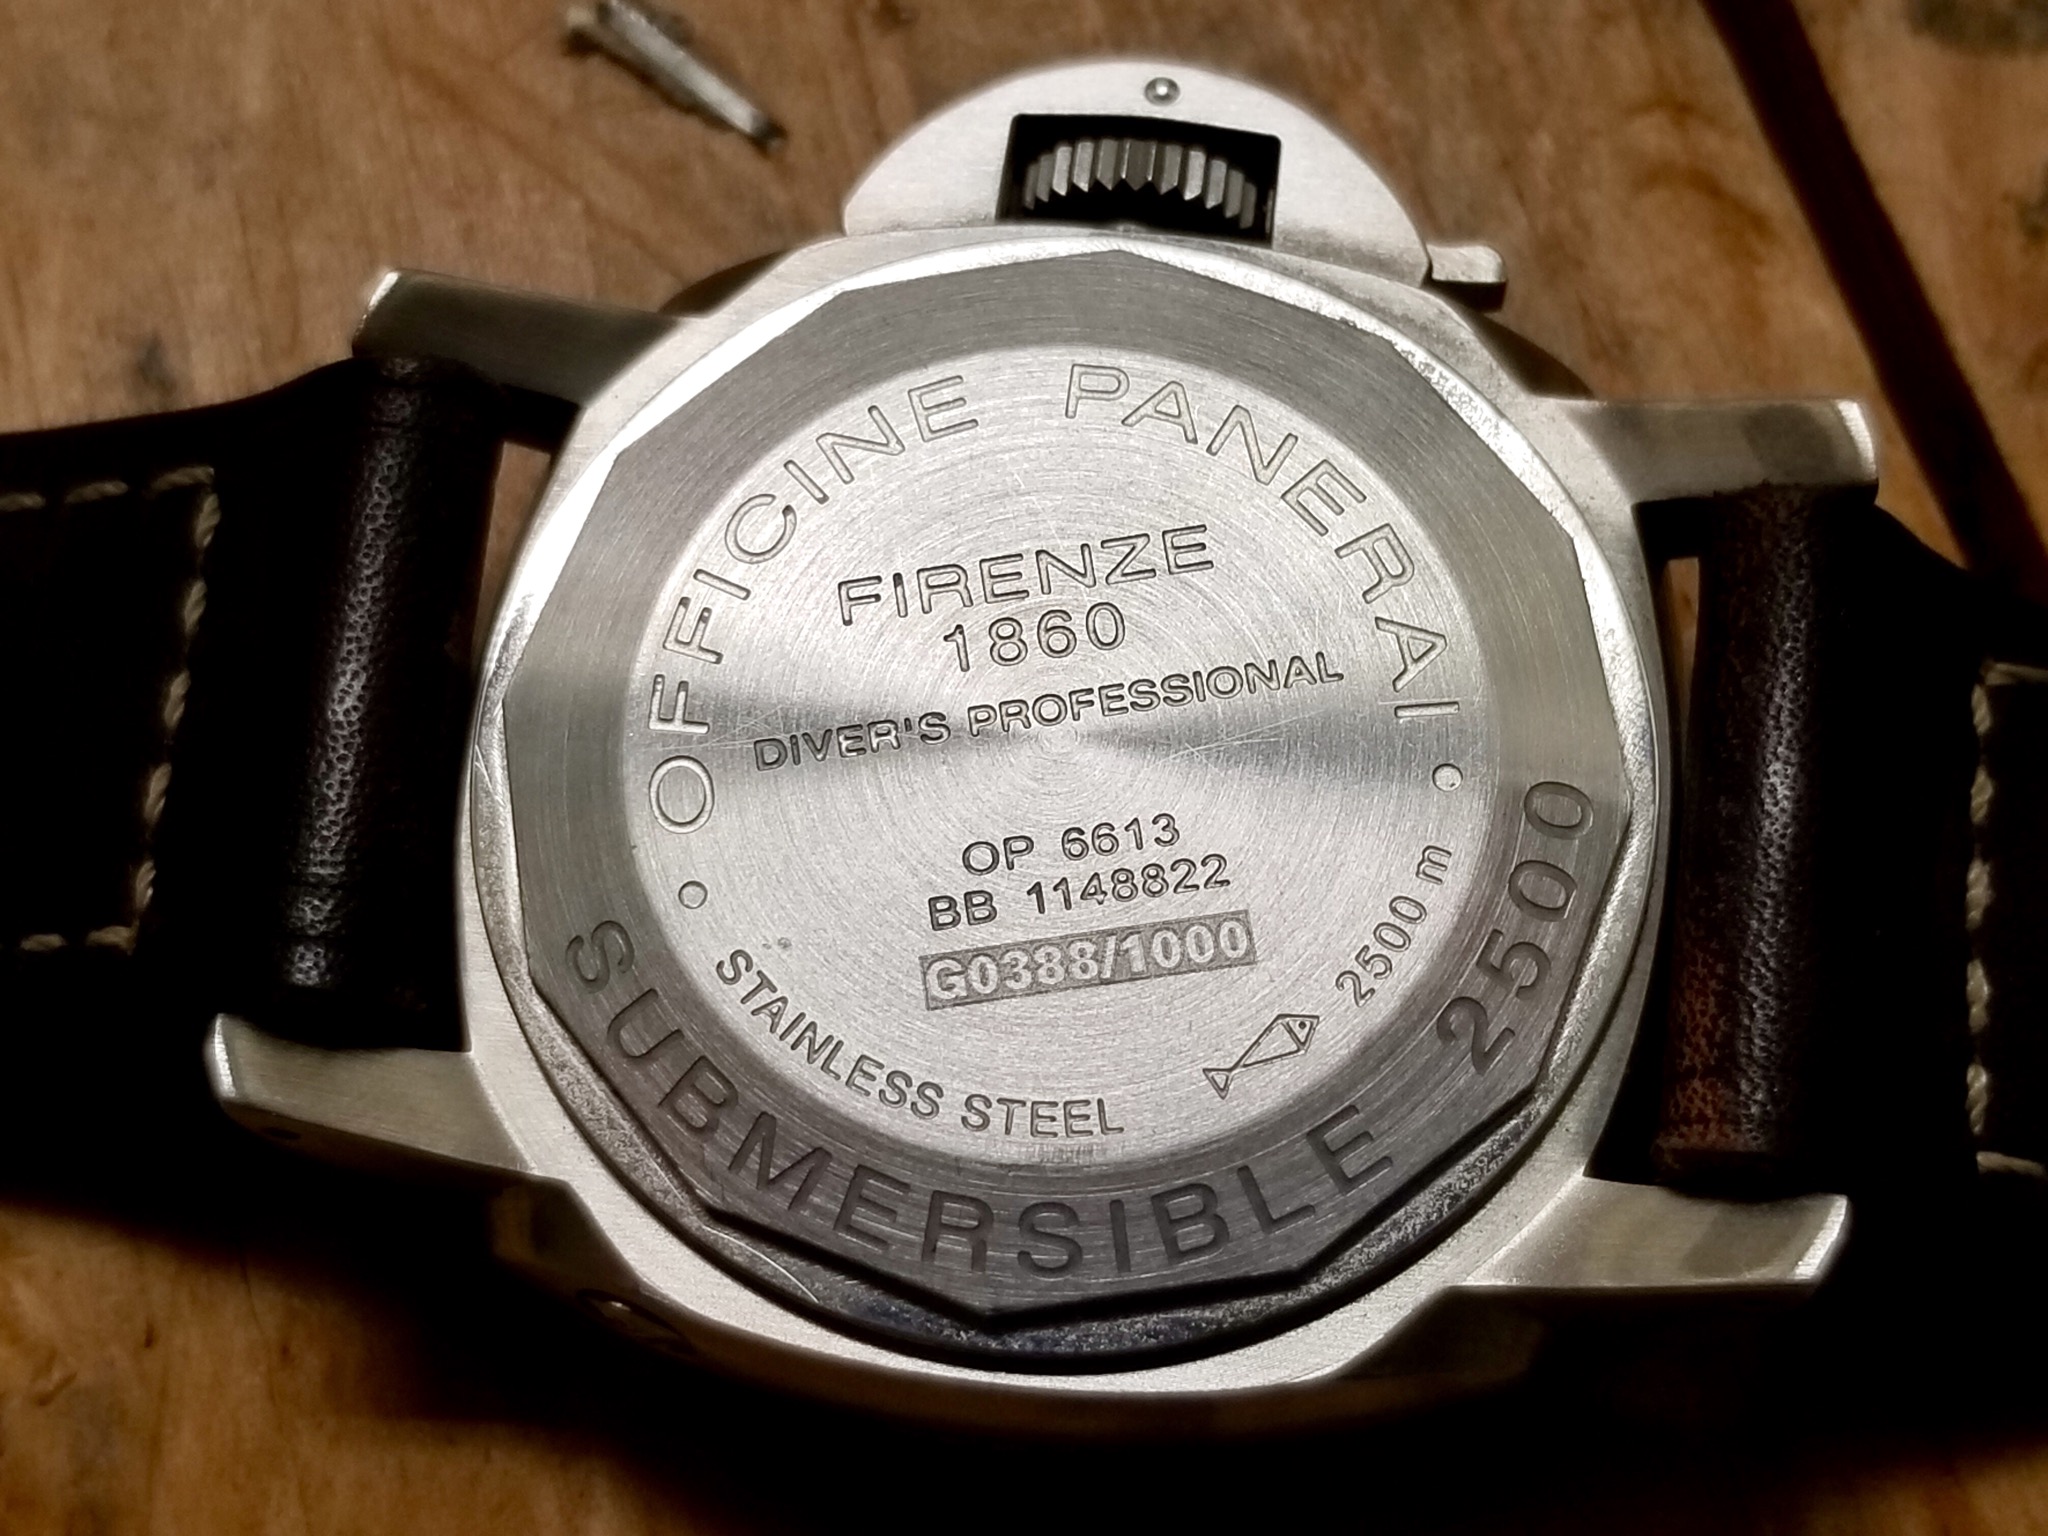 OFFICINE PANERAI
FIRENZE
1860
DIVER'S PROFESSIONAL
OP 6613
BB 1148822
G0388/1000
2500 m
STAINLESS STEEL
SUBMERSIBLE 2500